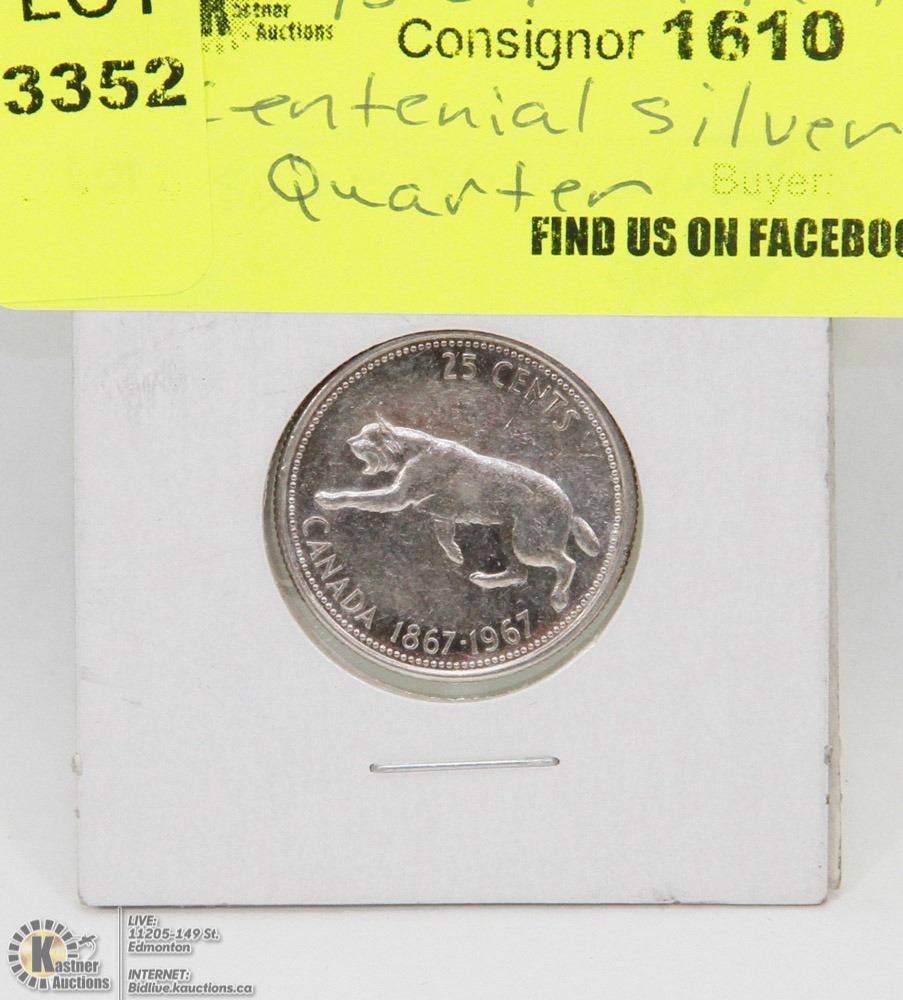 LOT
3352
Kastner
Auctions
Consignor 1610
Centenial silver
Quarter
Buyer:
FIND US ON FACEBOO
25 CENTS
CANADA 1867·1967
Kastner
Auctions
LIVE:
11205-149 St.
Edmonton
INTERNET:
Bidlive.kauctions.ca